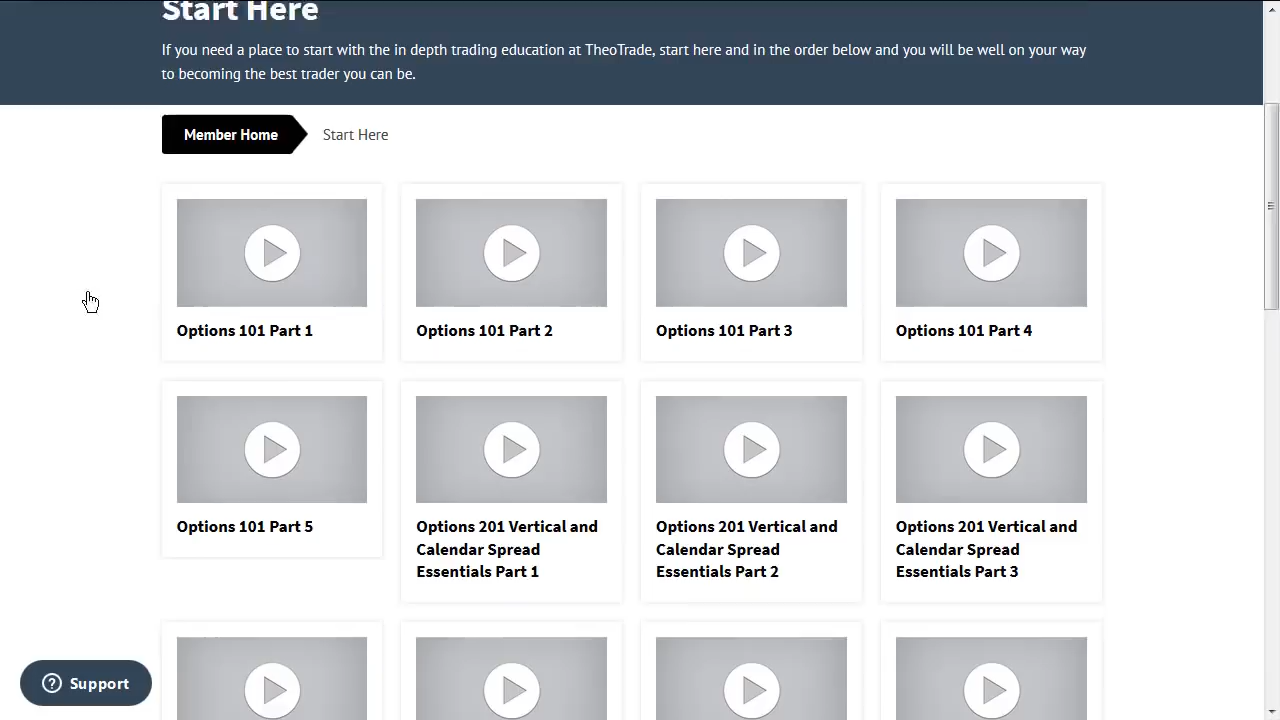 Start Here
If you need a place to start with the in depth trading education at TheoTrade, start here and in the order below and you will be well on your way
to becoming the best trader you can be.
Member Home
Start Here
Options 101 Part 1
Options 101 Part 2
Options 101 Part 3
Options 101 Part 4
Options 101 Part 5
Options 201 Vertical and
Calendar Spread
Essentials Part 1
Options 201 Vertical and
Calendar Spread
Essentials Part 2
Options 201 Vertical and
Calendar Spread
Essentials Part 3
Support